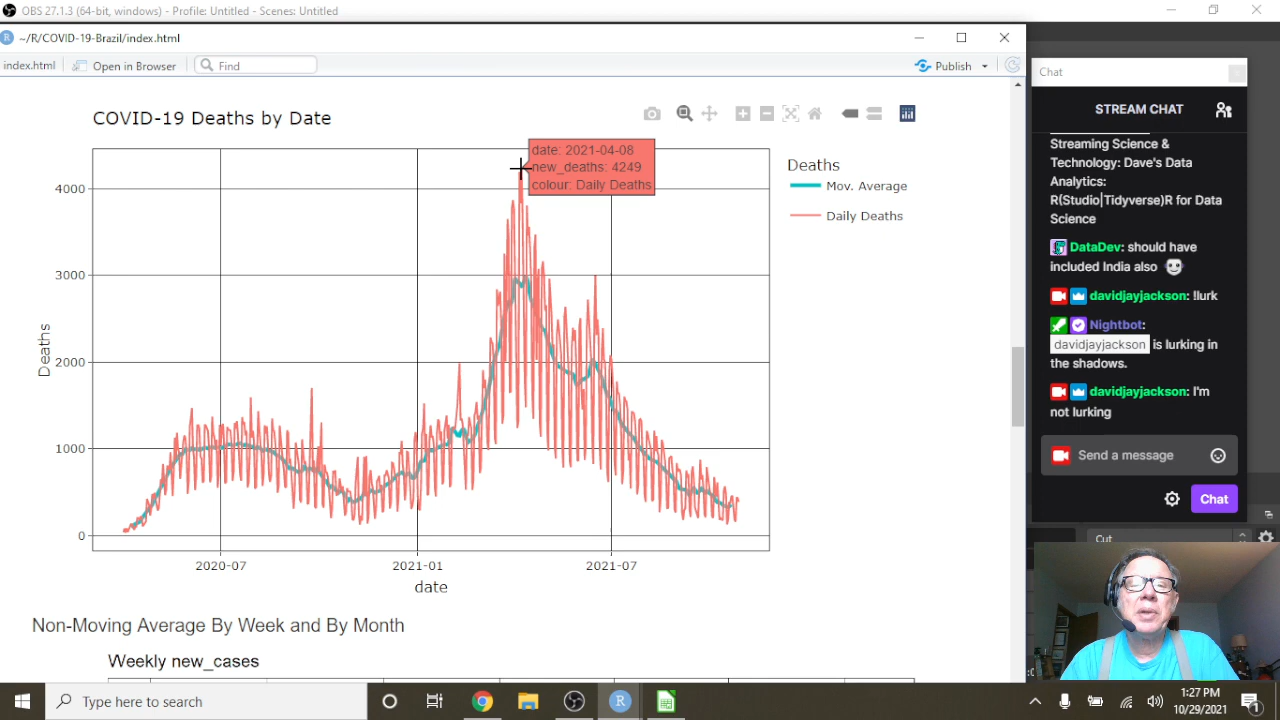 OBS 27.1.3 (64-bit, windows) - Profile: Untitled - Scenes: Untitled
~/R/COVID-19-Brazil/index.html
index.html
Open in Browser
Find
Publish
COVID-19 Deaths by Date
date: 2021-04-08
new_deaths: 4249
colour: Daily Deaths
Deaths
Mov. Average
Daily Deaths
4000
3000
2000
1000
0
Deaths
2020-07
2021-01
2021-07
date
Non-Moving Average By Week and By Month
Weekly new_cases
Chat
STREAM CHAT
Streaming Science &
Technology: Dave's Data
Analytics:
R(Studio|Tidyverse)R for Data
Science
DataDev: should have
included India also
davidjayjackson: !lurk
Nightbot:
davidjayjackson is lurking in
the shadows.
davidjayjackson: I'm
not lurking
Send a message
Chat
Cut
Type here to search
1:27 PM
10/29/2021
1